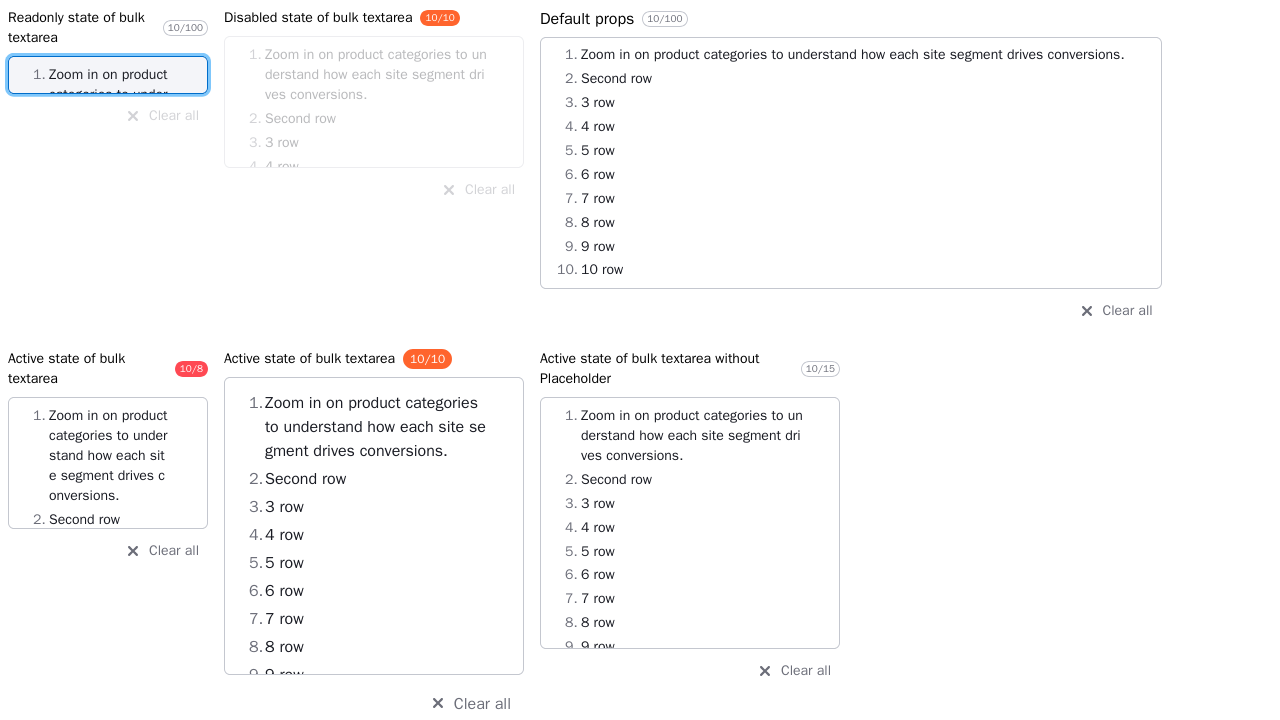 Readonly state of bulk
textarea
10/100
1. Zoom in on product
categories to under
Clear all
Disabled state of bulk textarea 10/10
1. Zoom in on product categories to un
derstand how each site segment dri
ves conversions.
2. Second row
3. 3 row
4. 4 row
Clear all
Default props 10/100
1. Zoom in on product categories to understand how each site segment drives conversions.
2. Second row
3. 3 row
4. 4 row
5. 5 row
6. 6 row
7. 7 row
8. 8 row
9. 9 row
10. 10 row
Clear all
Active state of bulk
textarea
10/8
1. Zoom in on product
categories to under
stand how each sit
e segment drives c
onversions.
2. Second row
Clear all
Active state of bulk textarea 10/10
1. Zoom in on product categories
to understand how each site se
gment drives conversions.
2. Second row
3. 3 row
4. 4 row
5. 5 row
6. 6 row
7. 7 row
8. 8 row
9. 9 row
Clear all
Active state of bulk textarea without
Placeholder
10/15
1. Zoom in on product categories to un
derstand how each site segment dri
ves conversions.
2. Second row
3. 3 row
4. 4 row
5. 5 row
6. 6 row
7. 7 row
8. 8 row
9. 9 row
Clear all